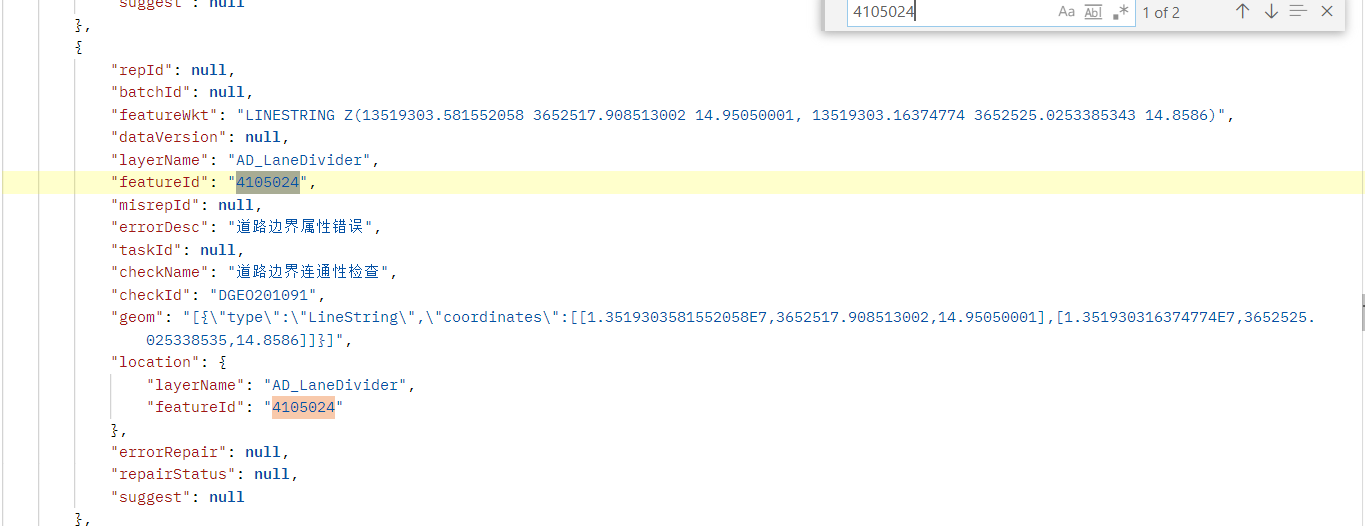 "suggest": null
},
{
"repId": null,
"batchId": null,
"featureWkt": "LINESTRING Z(13519303.581552058 3652517.908513002 14.95050001, 13519303.16374774 3652525.0253385343 14.8586)",
"dataVersion": null,
"layerName": "AD_LaneDivider",
"featureId": "4105024",
"misrepId": null,
"errorDesc": "道路边界属性错误",
"taskId": null,
"checkName": "道路边界连通性检查",
"checkId": "DGEO201091",
"geom": "[{\"type\":\"LineString\",\"coordinates\":[[1.3519303581552058E7,3652517.908513002,14.95050001],[1.351930316374774E7,3652525.
025338535,14.8586]]}]",
"location": {
"layerName": "AD_LaneDivider",
"featureId": "4105024"
},
"errorRepair": null,
"repairStatus": null,
"suggest": null
},
4105024
Aa Abl .* 1 of 2